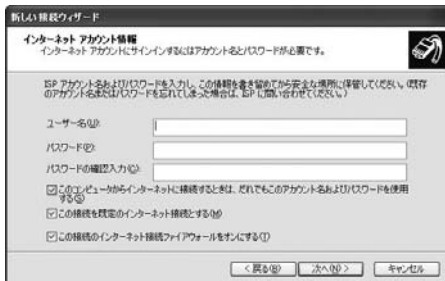 新しい接続ウィザード
インターネット アカウント情報
インターネット アカウントにサインインするにはアカウント名とパスワードが必要です。
ISP アカウント名およびパスワードを入力し、この情報を書き留めてから安全な場所に保管してください。(既存
のアカウント名またはパスワードを忘れてしまった場合は、ISP に問い合わせてください。)
ユーザー名(U):
パスワード(P):
パスワードの確認入力(C):
このコンピュータからインターネットに接続するときは、だれでもこのアカウント名およびパスワードを使用
する(S)
この接続を既定のインターネット接続とする(M)
この接続のインターネット接続ファイアウォールをオンにする(T)
< 戻る(B)
次へ(N) >
キャンセル